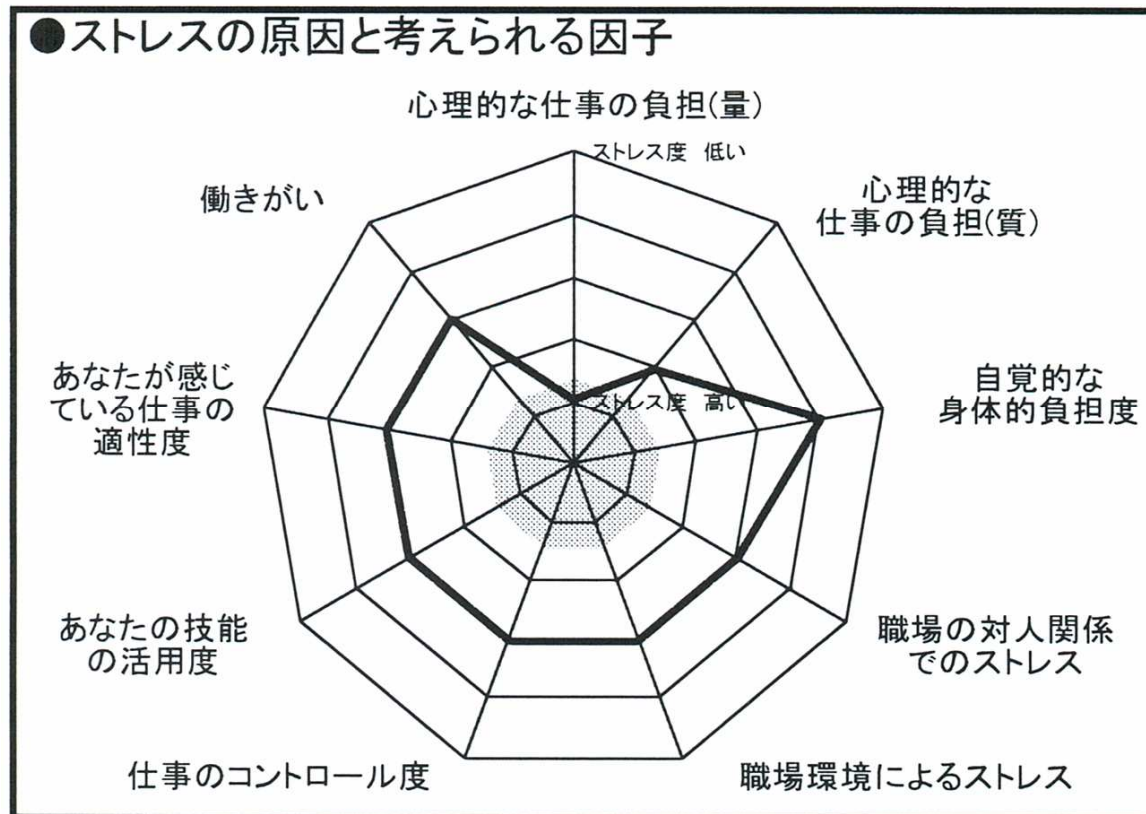 ●ストレスの原因と考えられる因子
心理的な仕事の負担(量)
ストレス度 低い
心理的な
仕事の負担(質)
自覚的な
身体的負担度
職場の対人関係
でのストレス
職場環境によるストレス
仕事のコントロール度
あなたの技能
の活用度
あなたが感じ
ている仕事の
適性度
働きがい
ストレス度 高い